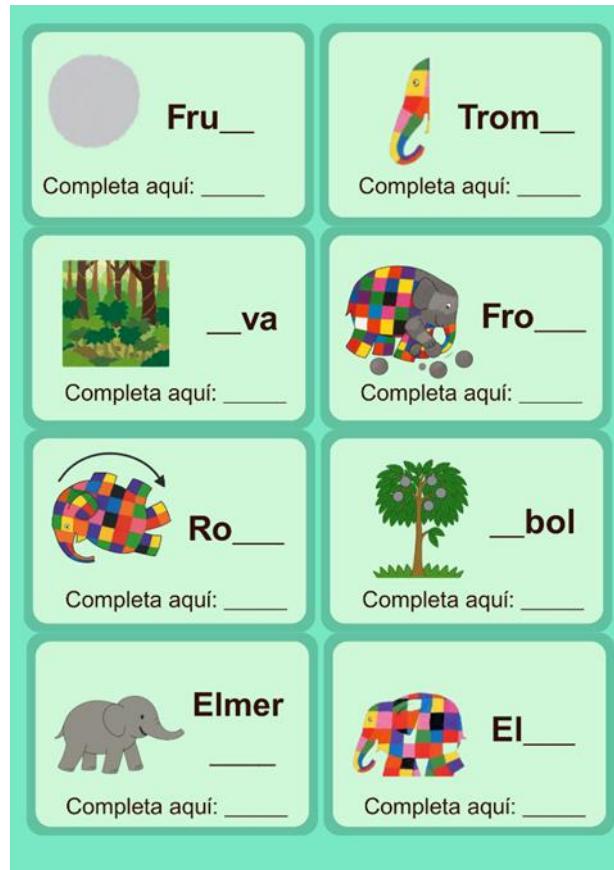 Fru__
Completa aquí: _____
Trom__
Completa aquí: _____
__va
Completa aquí: _____
Fro___
Completa aquí: _____
Ro___
Completa aquí: _____
__bol
Completa aquí: _____
Elmer
____
Completa aquí: _____
El___
Completa aquí: _____